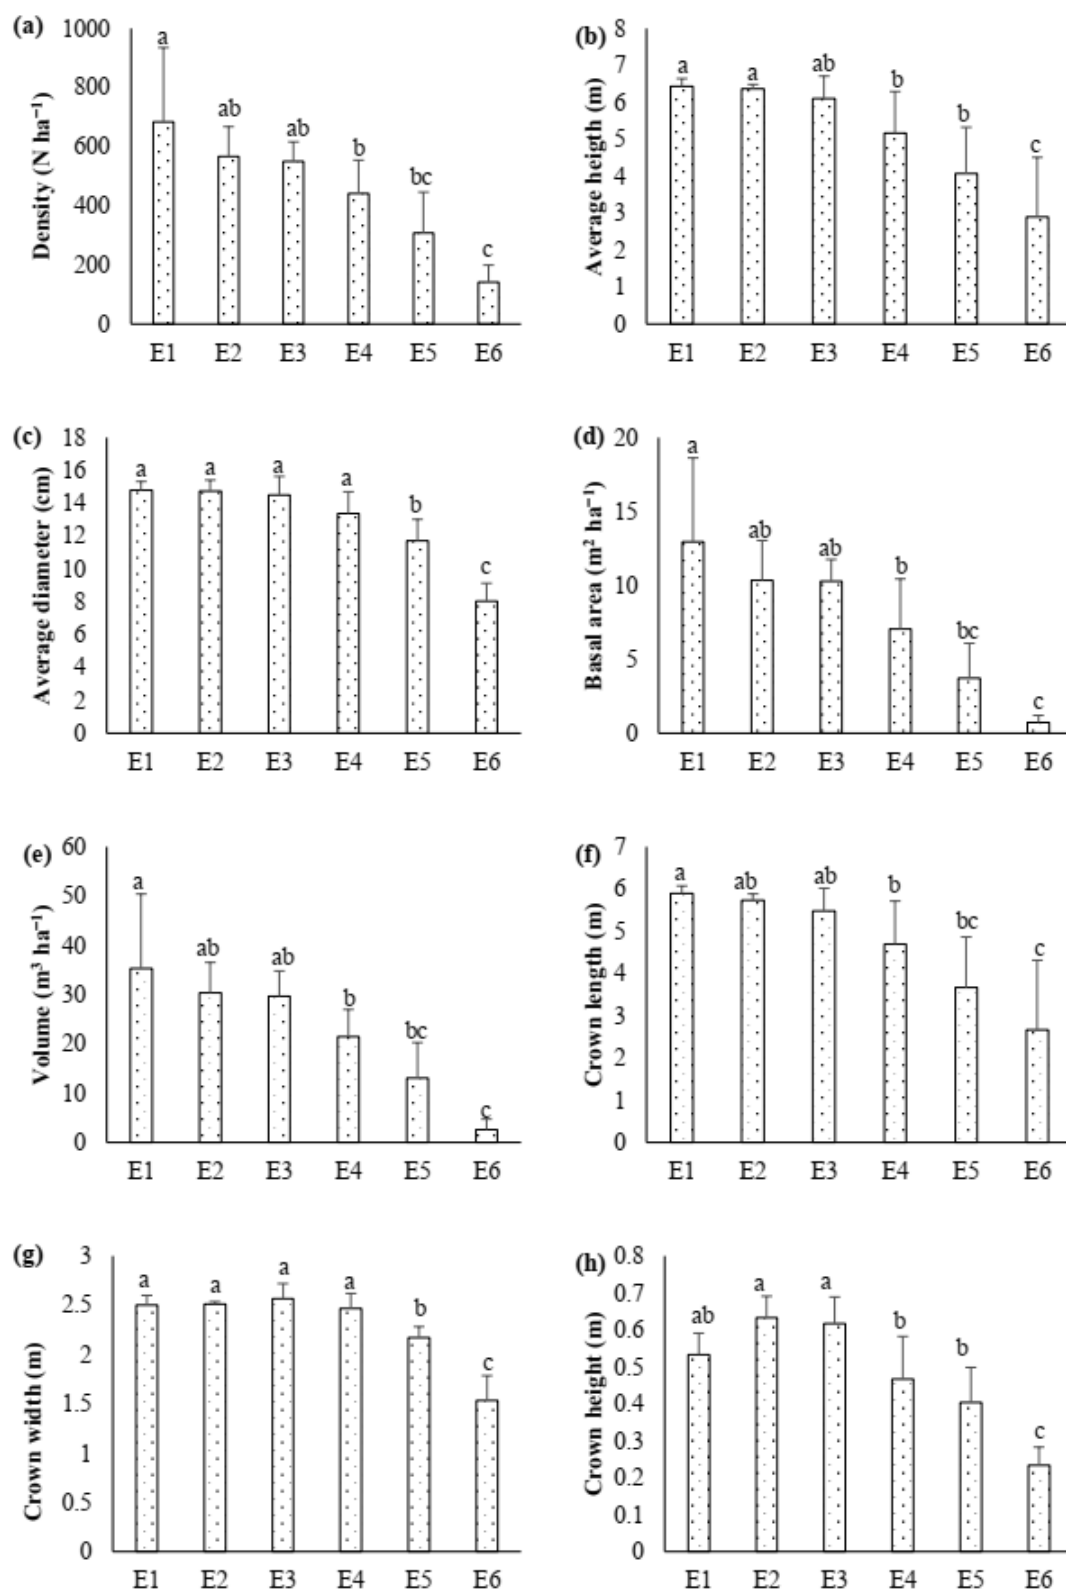 (a)
Density (N ha⁻¹)
1000
800
600
400
200
0
a
ab
ab
b
bc
c
E1 E2 E3 E4 E5 E6
(b)
Average heigth (m)
8
7
6
5
4
3
2
1
0
a
a
ab
b
b
c
E1 E2 E3 E4 E5 E6
(c)
Average diameter (cm)
18
16
14
12
10
8
6
4
2
0
a
a
a
a
b
c
E1 E2 E3 E4 E5 E6
(d)
Basal area (m² ha⁻¹)
20
15
10
5
0
a
ab
ab
b
bc
c
E1 E2 E3 E4 E5 E6
(e)
Volume (m³ ha⁻¹)
60
50
40
30
20
10
0
a
ab
ab
b
bc
c
E1 E2 E3 E4 E5 E6
(f)
Crown length (m)
7
6
5
4
3
2
1
0
a
ab
ab
b
bc
c
E1 E2 E3 E4 E5 E6
(g)
Crown width (m)
3
2.5
2
1.5
1
0.5
0
a
a
a
a
b
c
E1 E2 E3 E4 E5 E6
(h)
Crown height (m)
0.8
0.7
0.6
0.5
0.4
0.3
0.2
0.1
0
ab
a
a
b
b
c
E1 E2 E3 E4 E5 E6